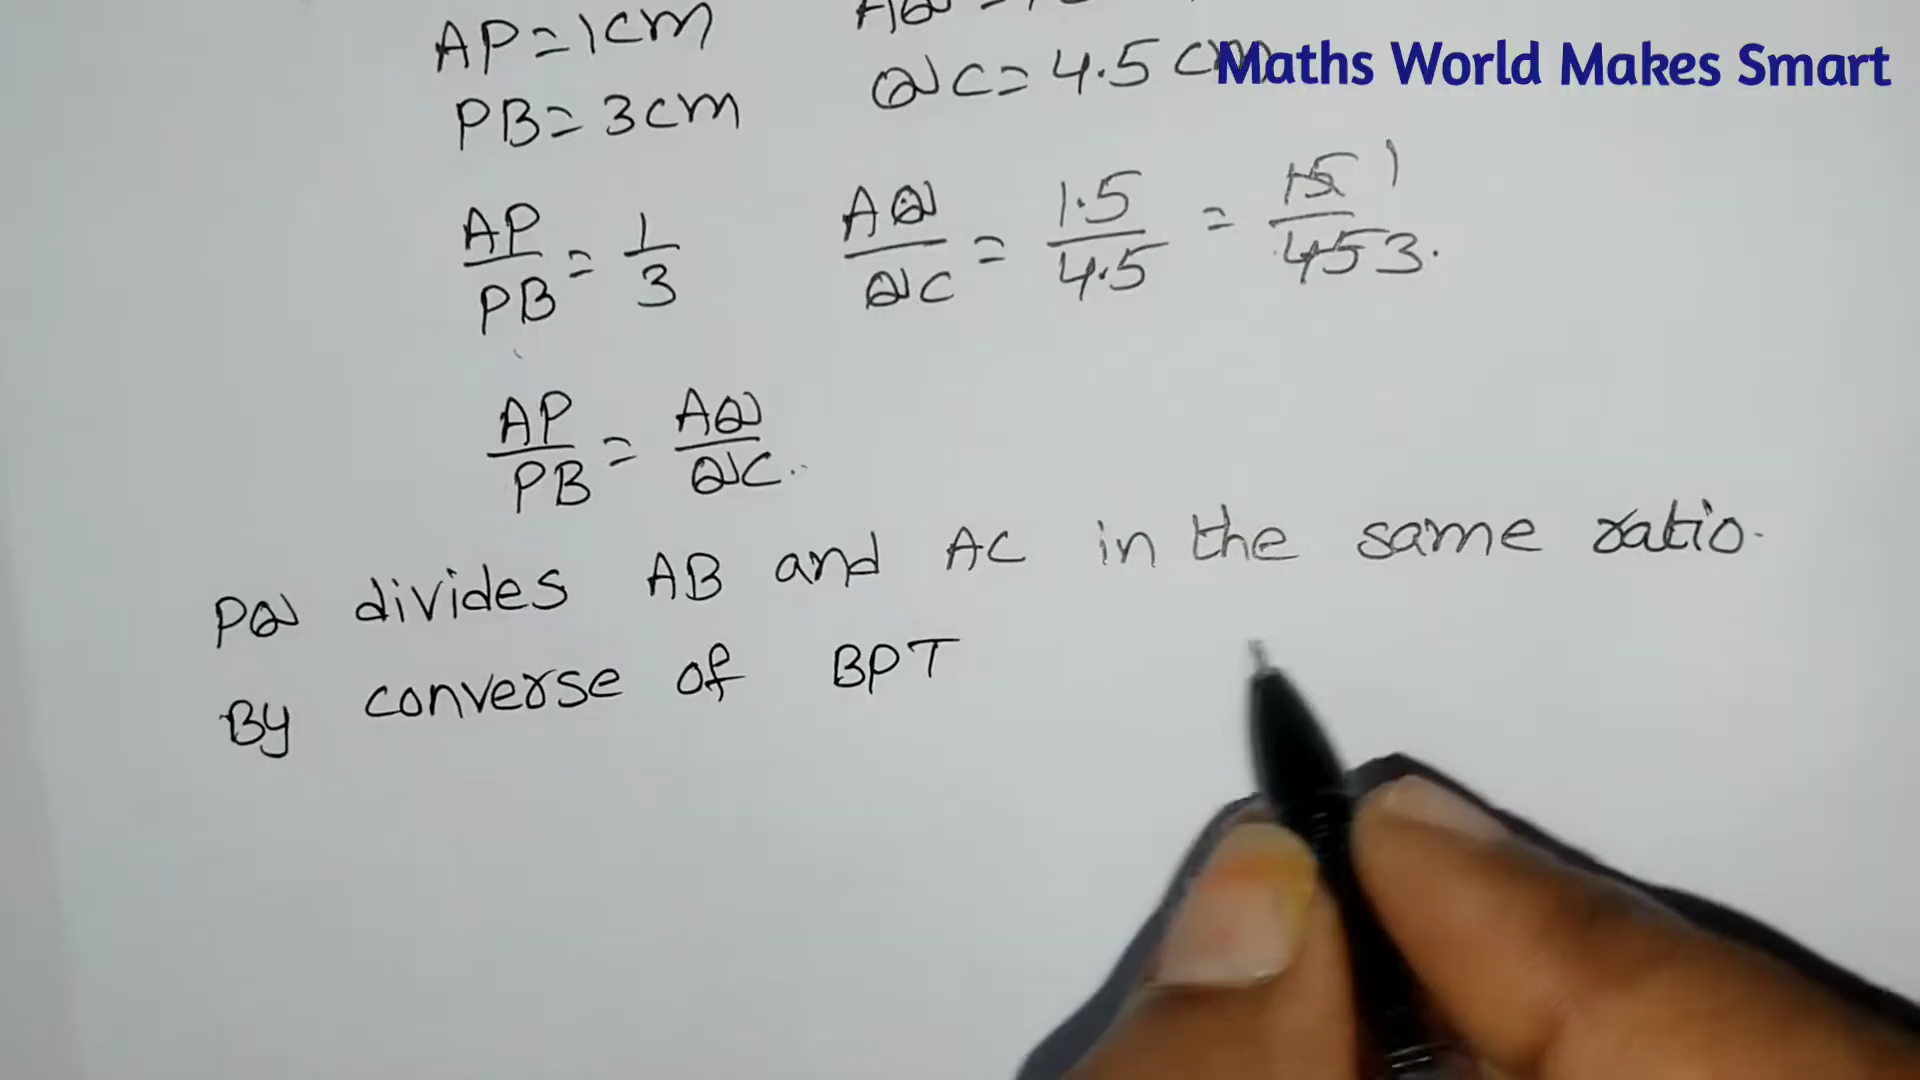 AP=1cm AQ=1
PB=3cm QC=4.5 cm
Maths World Makes Smart
AP/PB = 1/3 AQ/QC = 1.5/4.5 = 15 1/45 3.
AP/PB = AQ/QC.
PQ divides AB and AC in the same ratio.
By converse of BPT